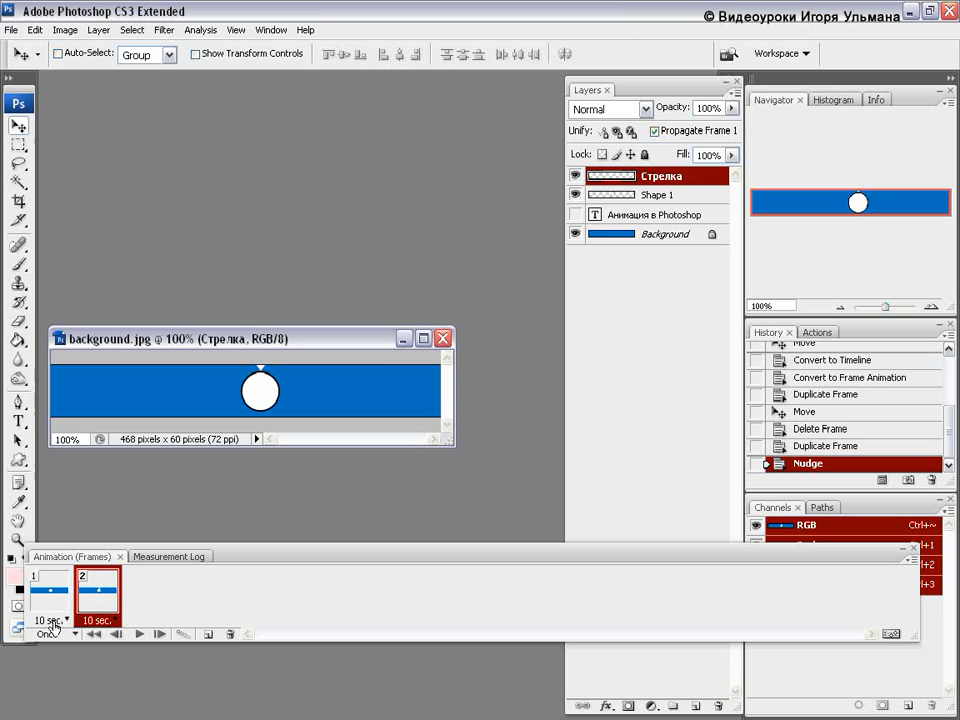 Adobe Photoshop CS3 Extended
© Видеоуроки Игоря Ульмана
File Edit Image Layer Select Filter Analysis View Window Help
Auto-Select: Group Show Transform Controls Workspace
Ps
Layers
Normal Opacity: 100%
Unify: Propagate Frame 1
Lock: Fill: 100%
Стрелка
Shape 1
T Анимация в Photoshop
Background
Navigator Histogram Info
100%
History Actions
Move
Convert to Timeline
Convert to Frame Animation
Duplicate Frame
Move
Delete Frame
Duplicate Frame
Nudge
Channels Paths
RGB Ctrl+~
Ctrl+1
Ctrl+2
Ctrl+3
background.jpg @ 100% (Стрелка, RGB/8)
100% 468 pixels x 60 pixels (72 ppi)
Animation (Frames) Measurement Log
1 2
10 sec. 10 sec.